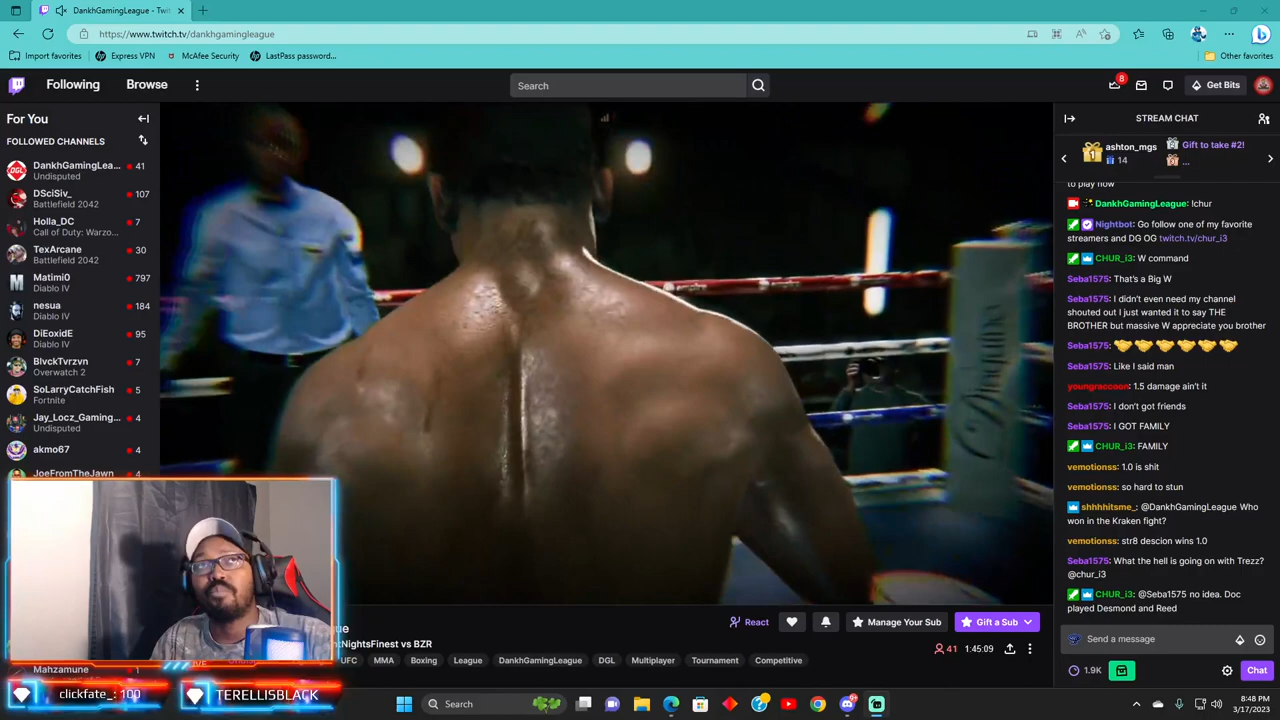 DankhGamingLeague - Twi
https://www.twitch.tv/dankhgamingleague
Import favorites
Express VPN
McAfee Security
LastPass password...
Other favorites
Following
Browse
Search
8
Get Bits
For You
FOLLOWED CHANNELS
DankhGamingLea... 41
Undisputed
DSciSiv_ 107
Battlefield 2042
Holla_DC 7
Call of Duty: Warzo...
TexArcane 30
Battlefield 2042
Matimi0 797
Diablo IV
nesua 184
Diablo IV
DiEoxidE 95
Diablo IV
BlvckTvrzvn 7
Overwatch 2
SoLarryCatchFish 5
Fortnite
Jay_Locz_Gaming... 4
Undisputed
akmo67 4
JoeFromTheJawn 4
Mahzamune 1
clickfate_: 100
TERELLISBLACK
STREAM CHAT
ashton_mgs
14
Gift to take #2!
...
to play now
DankhGamingLeague: !chur
Nightbot: Go follow one of my favorite
streamers and DG OG twitch.tv/chur_i3
CHUR_i3: W command
Seba1575: That's a Big W
Seba1575: I didn't even need my channel
shouted out I just wanted it to say THE
BROTHER but massive W appreciate you brother
Seba1575: 🤝🤝🤝🤝🤝🤝
Seba1575: Like I said man
youngraccoon: 1.5 damage ain't it
Seba1575: I don't got friends
Seba1575: I GOT FAMILY
CHUR_i3: FAMILY
vemotionss: 1.0 is shit
vemotionss: so hard to stun
shhhhitsme_: @DankhGamingLeague Who
won in the Kraken fight?
vemotionss: str8 descion wins 1.0
Seba1575: What the hell is going on with Trezz?
@chur_i3
CHUR_i3: @Seba1575 no idea. Doc
played Desmond and Reed
Send a message
1.9K
Chat
React
Manage Your Sub
Gift a Sub
NightsFinest vs BZR
41
1:45:09
UFC
MMA
Boxing
League
DankhGamingLeague
DGL
Multiplayer
Tournament
Competitive
Search
8:48 PM
3/17/2023